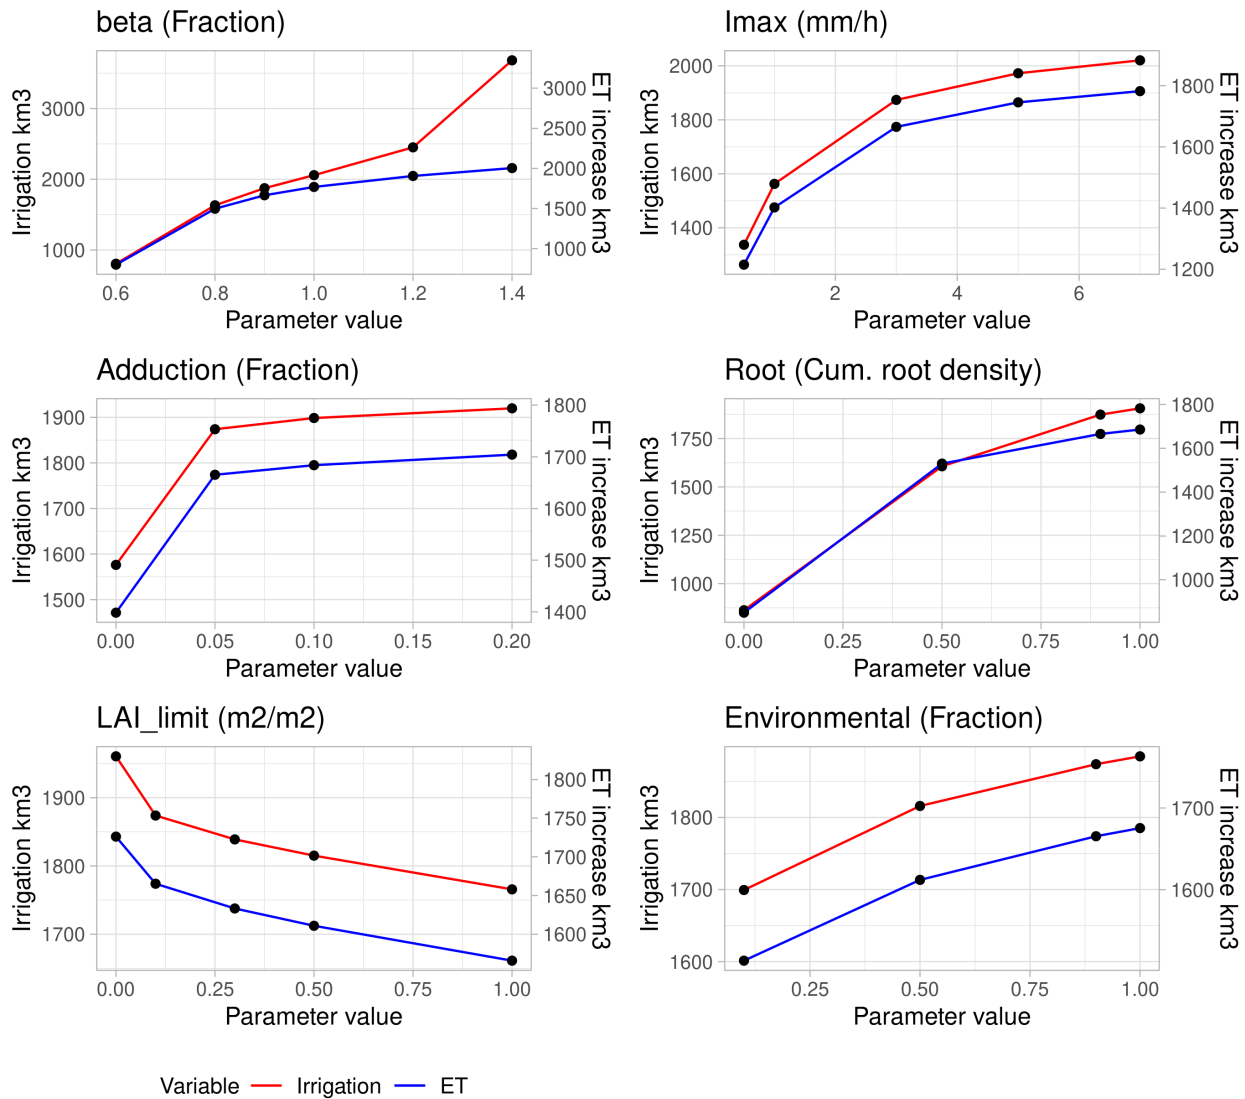 beta (Fraction)
Irrigation km3
3000
2000
1000
3000
2500
2000
1500
1000
ET increase km3
0.6 0.8 1.0 1.2 1.4
Parameter value
Imax (mm/h)
Irrigation km3
2000
1800
1600
1400
1800
1600
1400
1200
ET increase km3
2 4 6
Parameter value
Adduction (Fraction)
Irrigation km3
1900
1800
1700
1600
1500
1800
1700
1600
1500
1400
ET increase km3
0.00 0.05 0.10 0.15 0.20
Parameter value
Root (Cum. root density)
Irrigation km3
1750
1500
1250
1000
1800
1600
1400
1200
1000
ET increase km3
0.00 0.25 0.50 0.75 1.00
Parameter value
LAI_limit (m2/m2)
Irrigation km3
1900
1800
1700
1800
1750
1700
1650
1600
ET increase km3
0.00 0.25 0.50 0.75 1.00
Parameter value
Environmental (Fraction)
Irrigation km3
1800
1700
1600
1700
1600
ET increase km3
0.25 0.50 0.75 1.00
Parameter value
Variable Irrigation ET